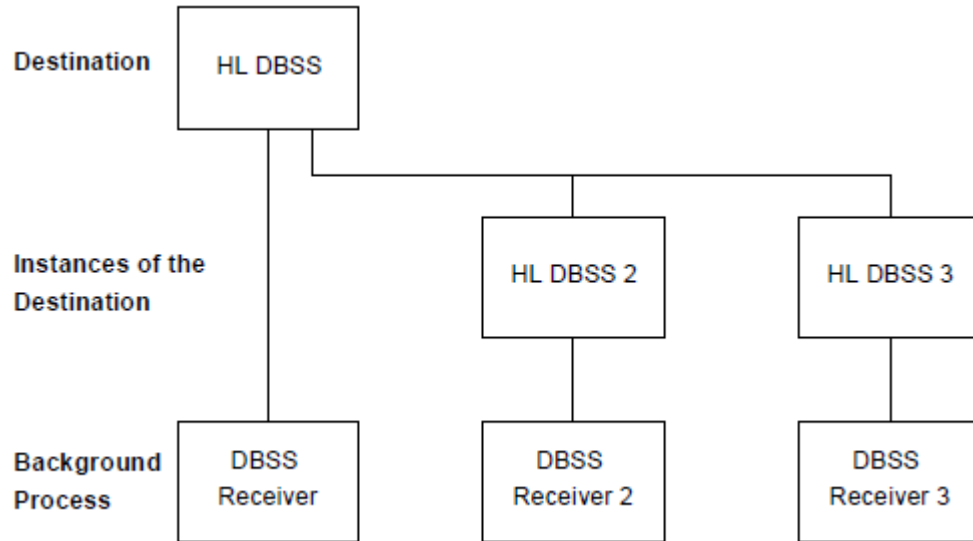 Destination
HL DBSS
Instances of the
Destination
HL DBSS 2
HL DBSS 3
Background
Process
DBSS
Receiver
DBSS
Receiver 2
DBSS
Receiver 3